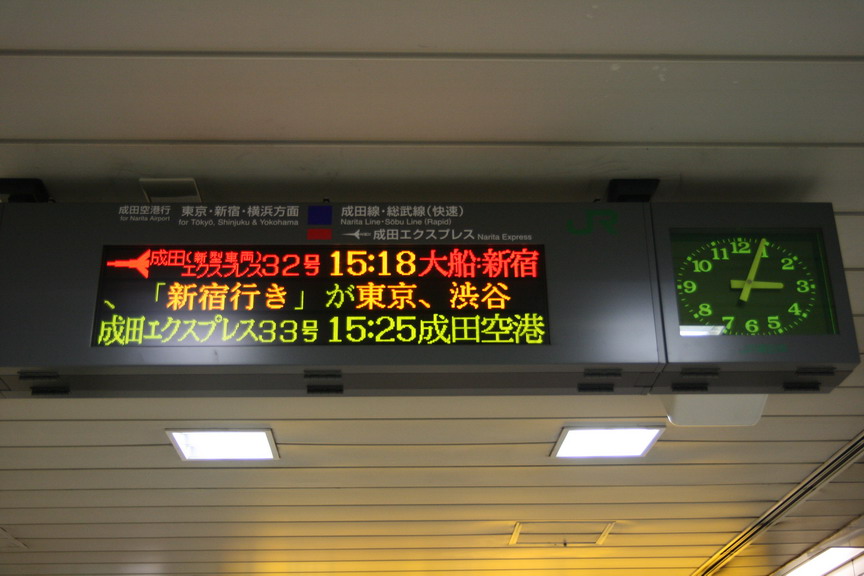 成田空港行 東京・新宿・横浜方面 成田線・総武線(快速)
for Narita Airport for Tōkyō, Shinjuku & Yokohama Narita Line・Sōbu Line (Rapid)
成田エクスプレス Narita Express
JR
成田(新型車両)エクスプレス32号 15:18 大船・新宿
、「新宿行き」が東京、渋谷
成田エクスプレス33号 15:25 成田空港
12
1
2
3
4
5
6
7
8
9
10
11